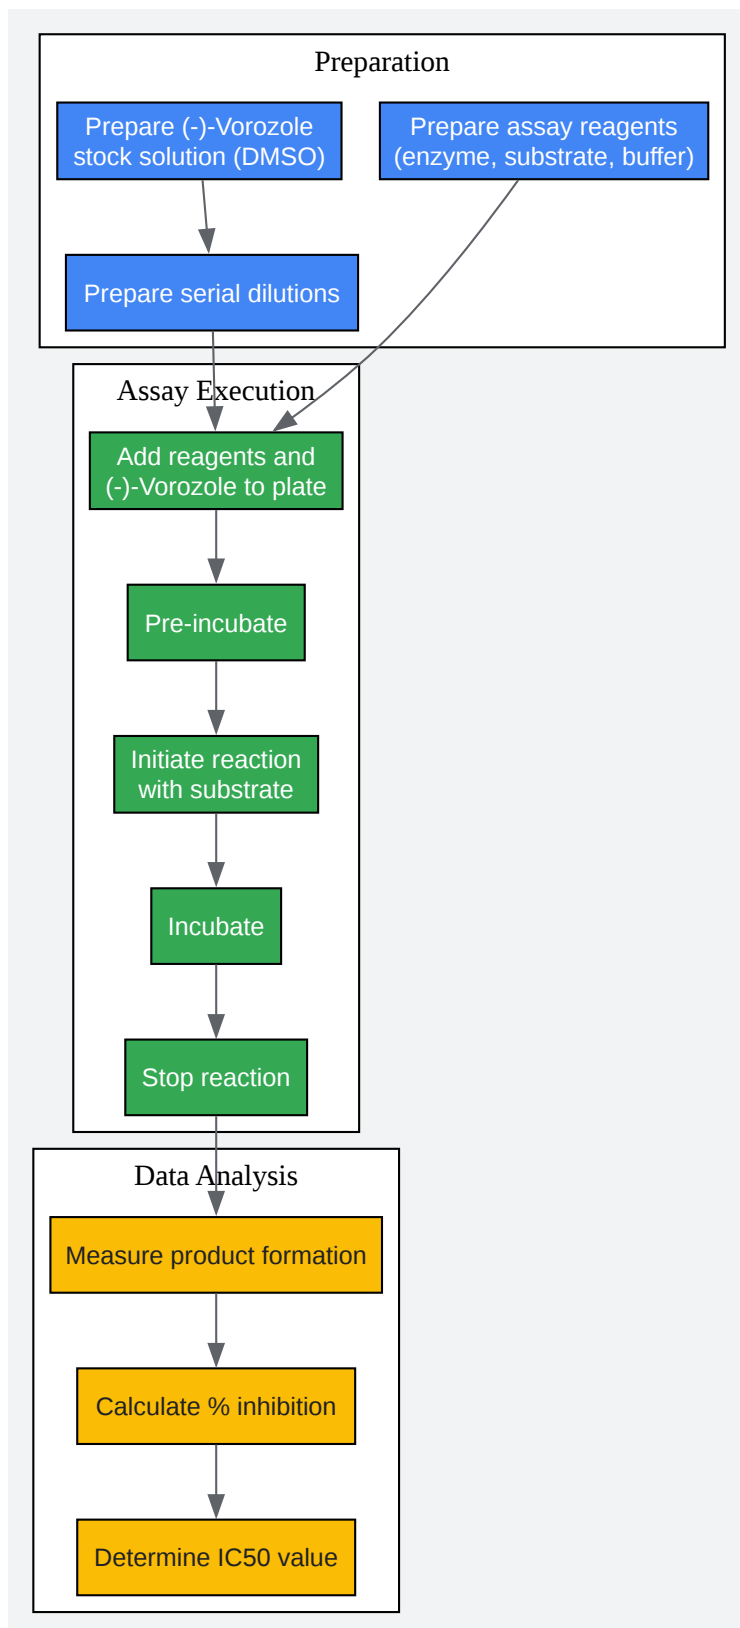 Preparation
Prepare (-)-Vorozole
stock solution (DMSO)
Prepare assay reagents
(enzyme, substrate, buffer)
Prepare serial dilutions
Assay Execution
Add reagents and
(-)-Vorozole to plate
Pre-incubate
Initiate reaction
with substrate
Incubate
Stop reaction
Data Analysis
Measure product formation
Calculate % inhibition
Determine IC50 value